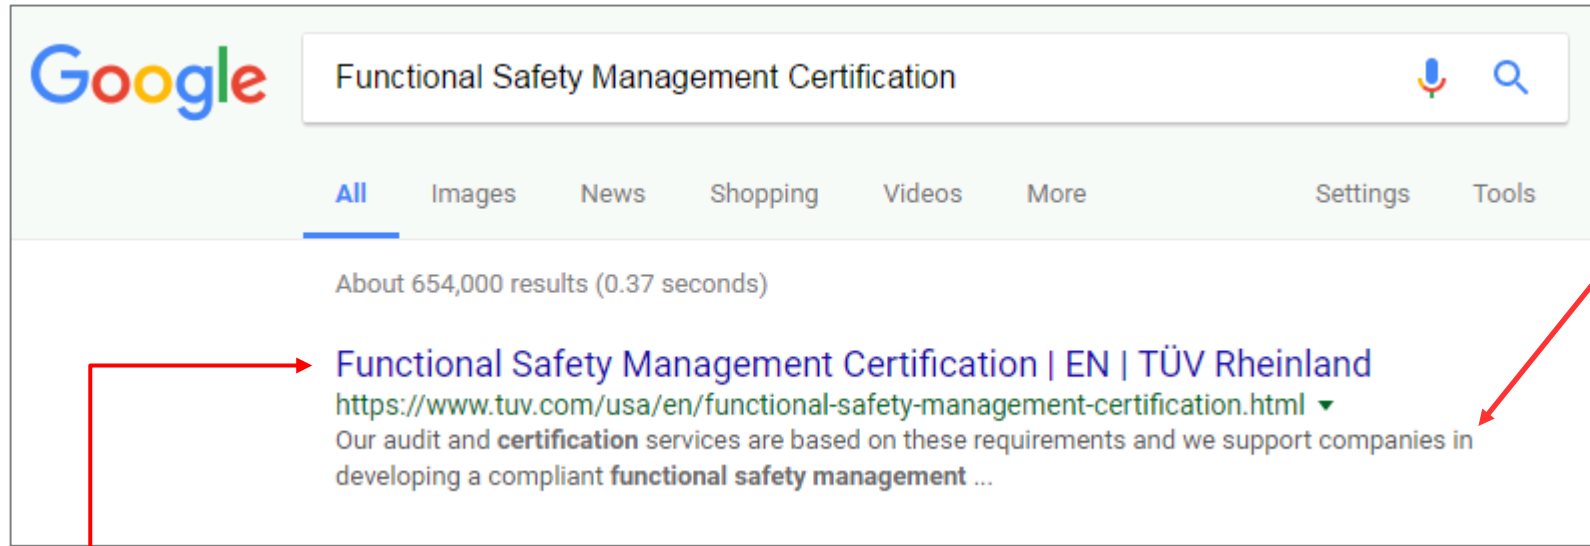 Google
Functional Safety Management Certification
All Images News Shopping Videos More Settings Tools
About 654,000 results (0.37 seconds)
Functional Safety Management Certification | EN | TÜV Rheinland
https://www.tuv.com/usa/en/functional-safety-management-certification.html
Our audit and certification services are based on these requirements and we support companies in
developing a compliant functional safety management ...